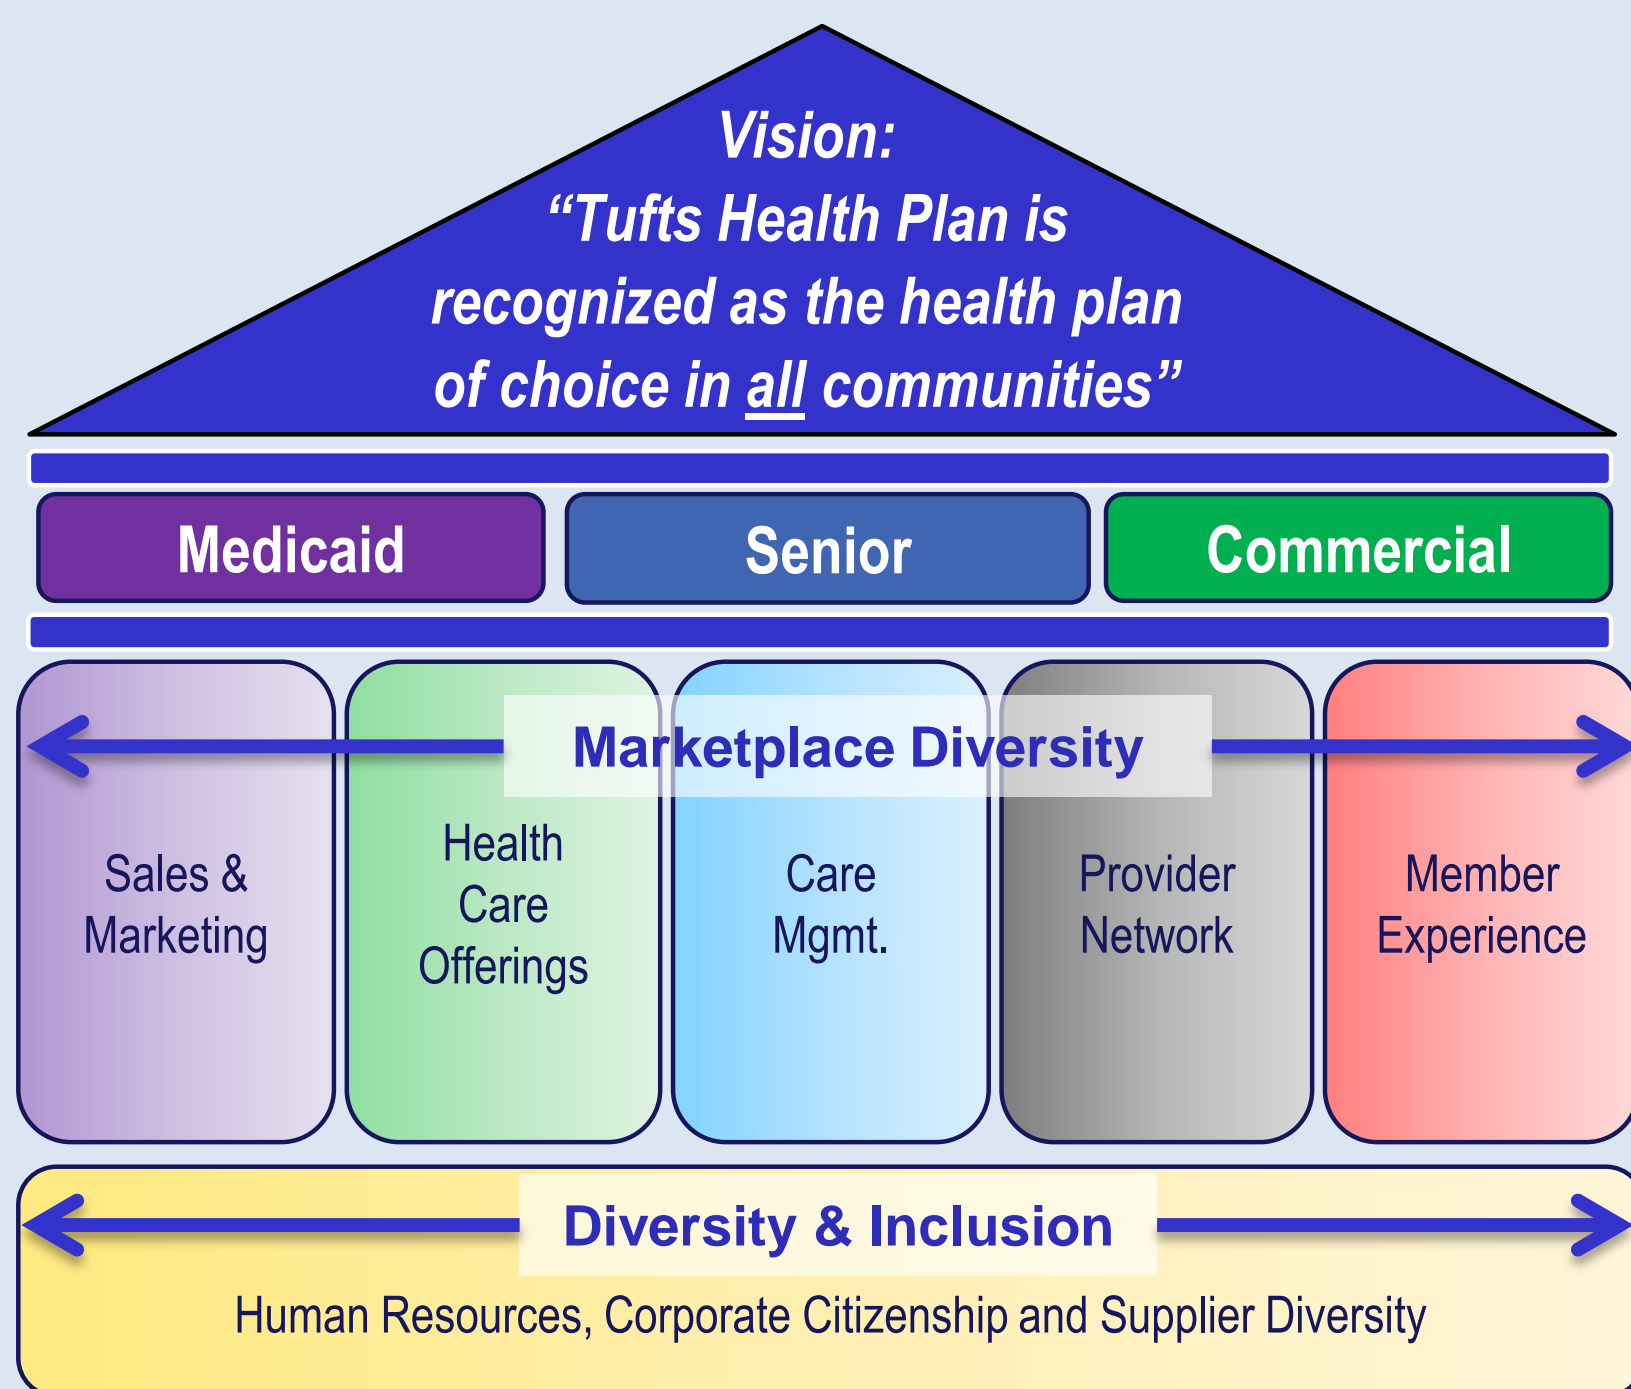 Vision:
“Tufts Health Plan is
recognized as the health plan
of choice in all communities”
Medicaid
Senior
Commercial
Marketplace Diversity
Sales &
Marketing
Health
Care
Offerings
Care
Mgmt.
Provider
Network
Member
Experience
Diversity & Inclusion
Human Resources, Corporate Citizenship and Supplier Diversity